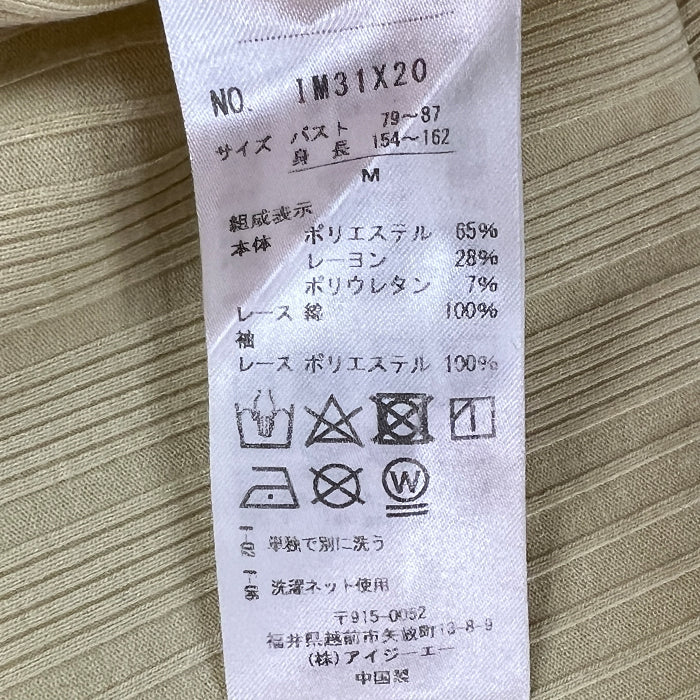 NO. IM31X20
サイズ バスト 79~87
身長 154~162
M
組成表示
本体 ポリエステル 65%
レーヨン 28%
ポリウレタン 7%
レース 綿 100%
袖
レース ポリエステル 100%
W
1-02 単独で別に洗う
1-06 洗濯ネット使用
〒915-0052
福井県越前市矢放町13-8-9
(株)アイジーエー
中国製